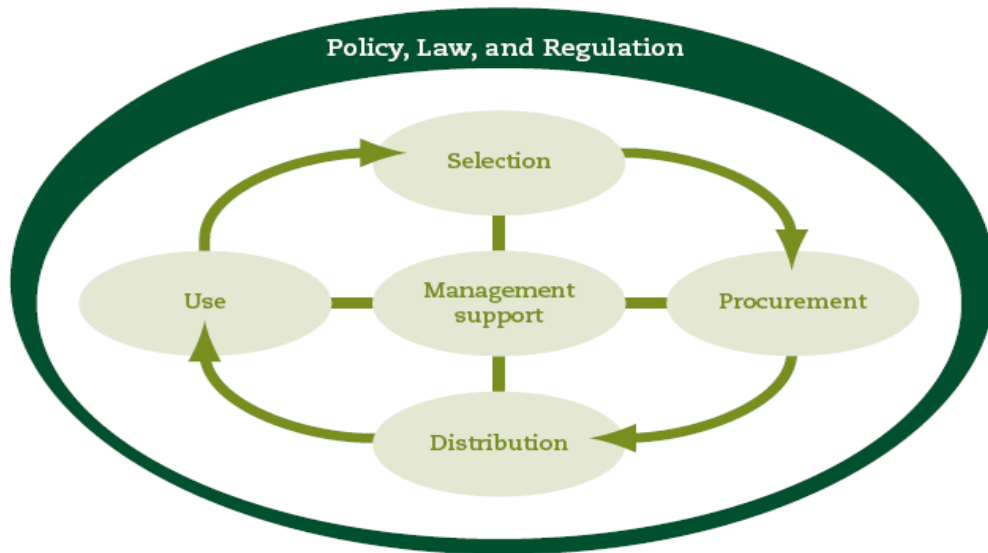 Policy, Law, and Regulation
Selection
Use
Management
support
Procurement
Distribution